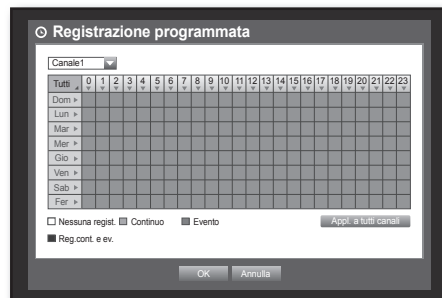 Registrazione programmata
Canale1
Tutti 0 1 2 3 4 5 6 7 8 9 10 11 12 13 14 15 16 17 18 19 20 21 22 23
Dom
Lun
Mar
Mer
Gio
Ven
Sab
Fer
Nessuna regist. Continuo Evento Appl. a tutti canali
Reg.cont. e ev.
OK Annulla